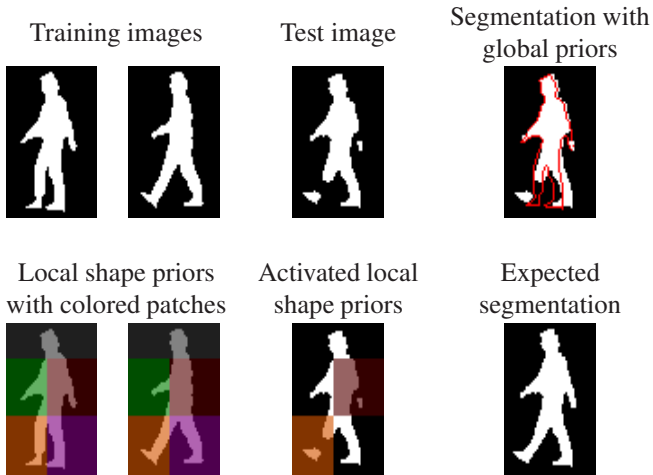 Training images
Test image
Segmentation with
global priors
Local shape priors
with colored patches
Activated local
shape priors
Expected
segmentation